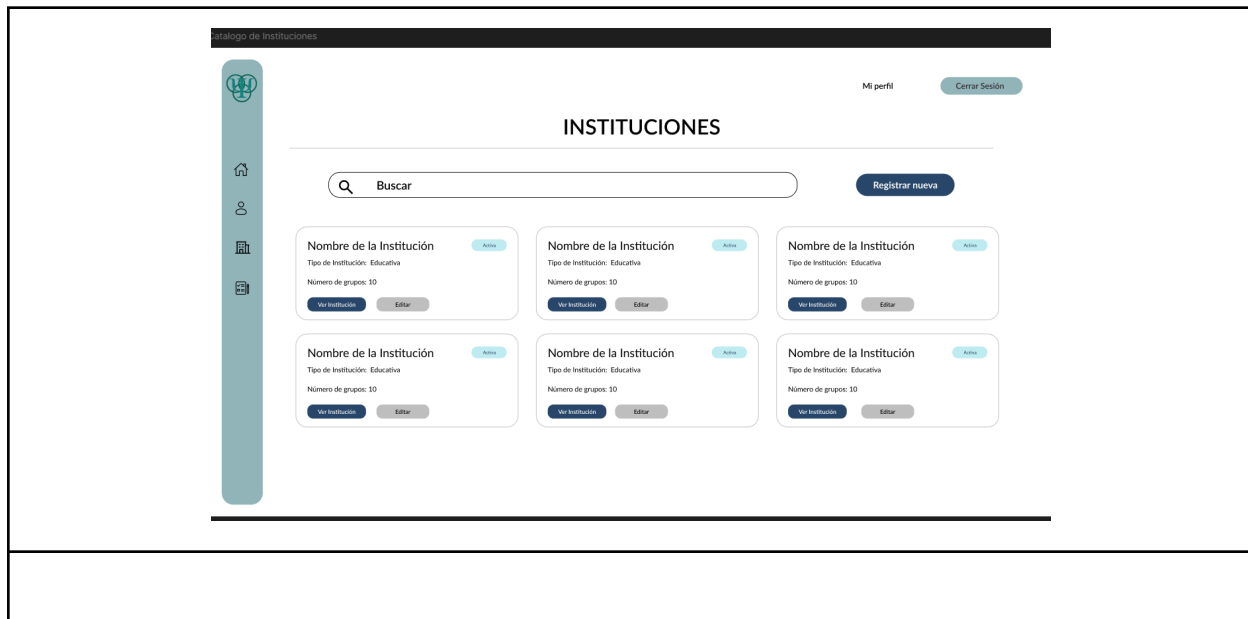 Catalogo de Instituciones
Mi perfil Cerrar Sesión
INSTITUCIONES
Buscar Registrar nueva
Nombre de la Institución Activa Nombre de la Institución Activa Nombre de la Institución Activa
Tipo de Institución: Educativa Tipo de Institución: Educativa Tipo de Institución: Educativa
Número de grupos: 10 Número de grupos: 10 Número de grupos: 10
Ver Institución Editar Ver Institución Editar Ver Institución Editar
Nombre de la Institución Activa Nombre de la Institución Activa Nombre de la Institución Activa
Tipo de Institución: Educativa Tipo de Institución: Educativa Tipo de Institución: Educativa
Número de grupos: 10 Número de grupos: 10 Número de grupos: 10
Ver Institución Editar Ver Institución Editar Ver Institución Editar